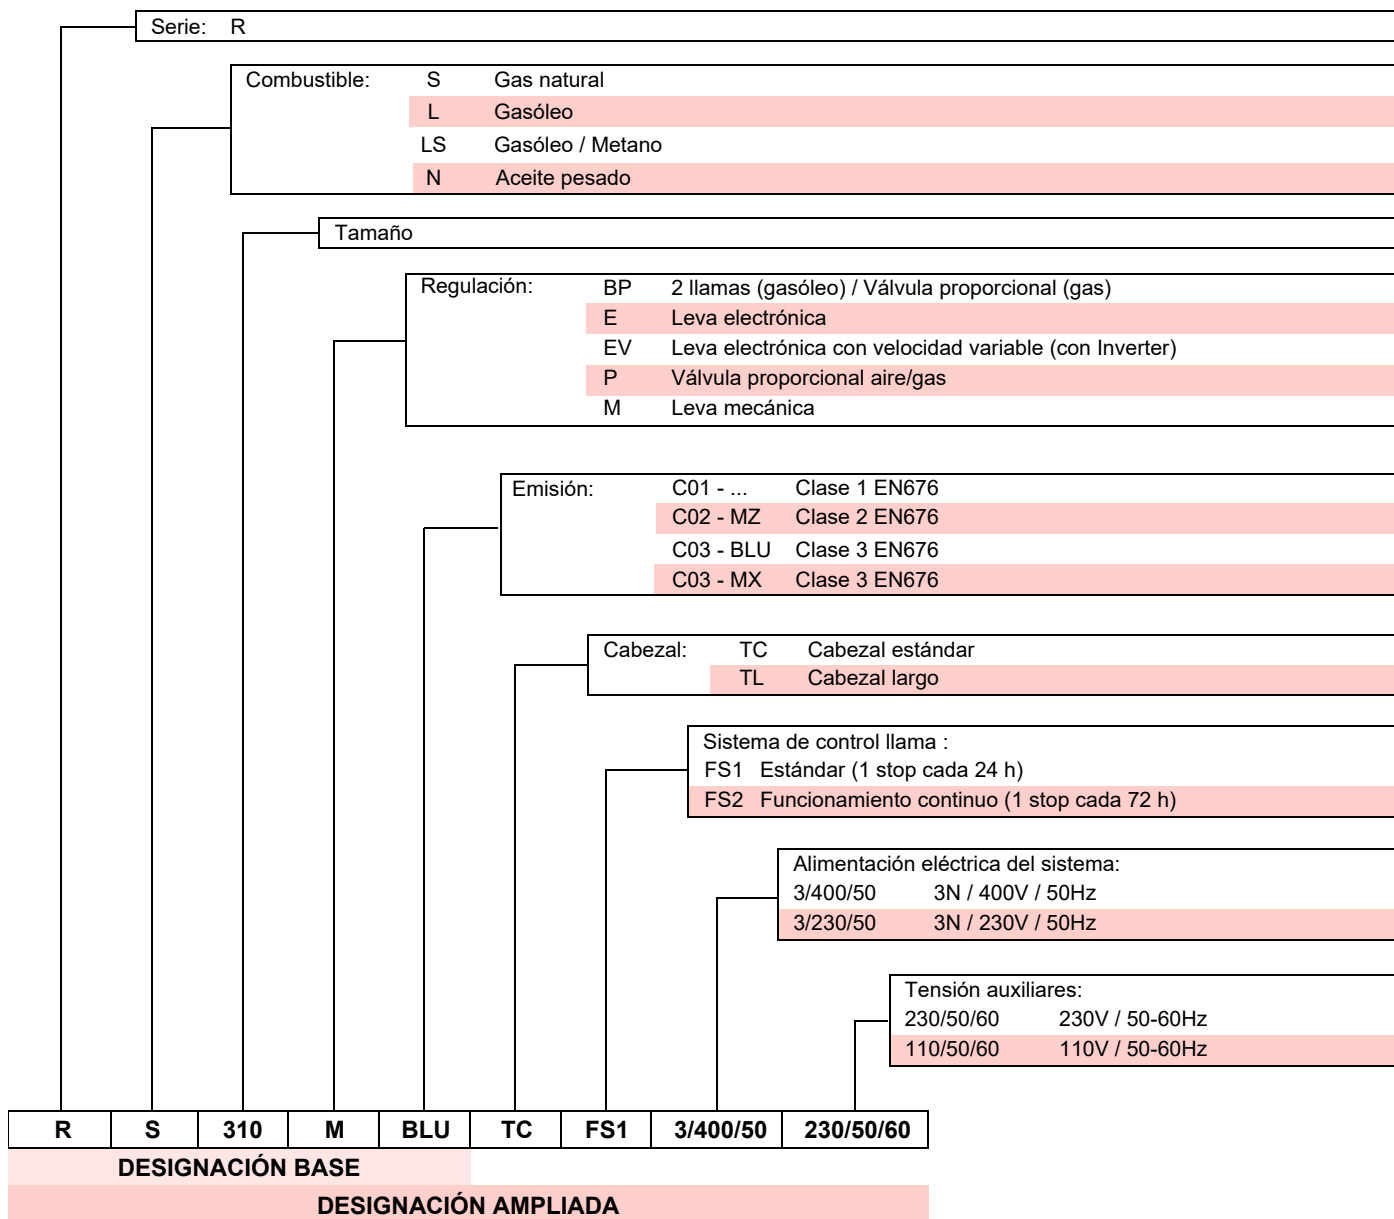 Serie: R
Combustible: S Gas natural
L Gasóleo
LS Gasóleo / Metano
N Aceite pesado
Tamaño
Regulación: BP 2 llamas (gasóleo) / Válvula proporcional (gas)
E Leva electrónica
EV Leva electrónica con velocidad variable (con Inverter)
P Válvula proporcional aire/gas
M Leva mecánica
Emisión: C01 - ... Clase 1 EN676
C02 - MZ Clase 2 EN676
C03 - BLU Clase 3 EN676
C03 - MX Clase 3 EN676
Cabezal: TC Cabezal estándar
TL Cabezal largo
Sistema de control llama :
FS1 Estándar (1 stop cada 24 h)
FS2 Funcionamiento continuo (1 stop cada 72 h)
Alimentación eléctrica del sistema:
3/400/50 3N / 400V / 50Hz
3/230/50 3N / 230V / 50Hz
Tensión auxiliares:
230/50/60 230V / 50-60Hz
110/50/60 110V / 50-60Hz
R S 310 M BLU TC FS1 3/400/50 230/50/60
DESIGNACIÓN BASE
DESIGNACIÓN AMPLIADA